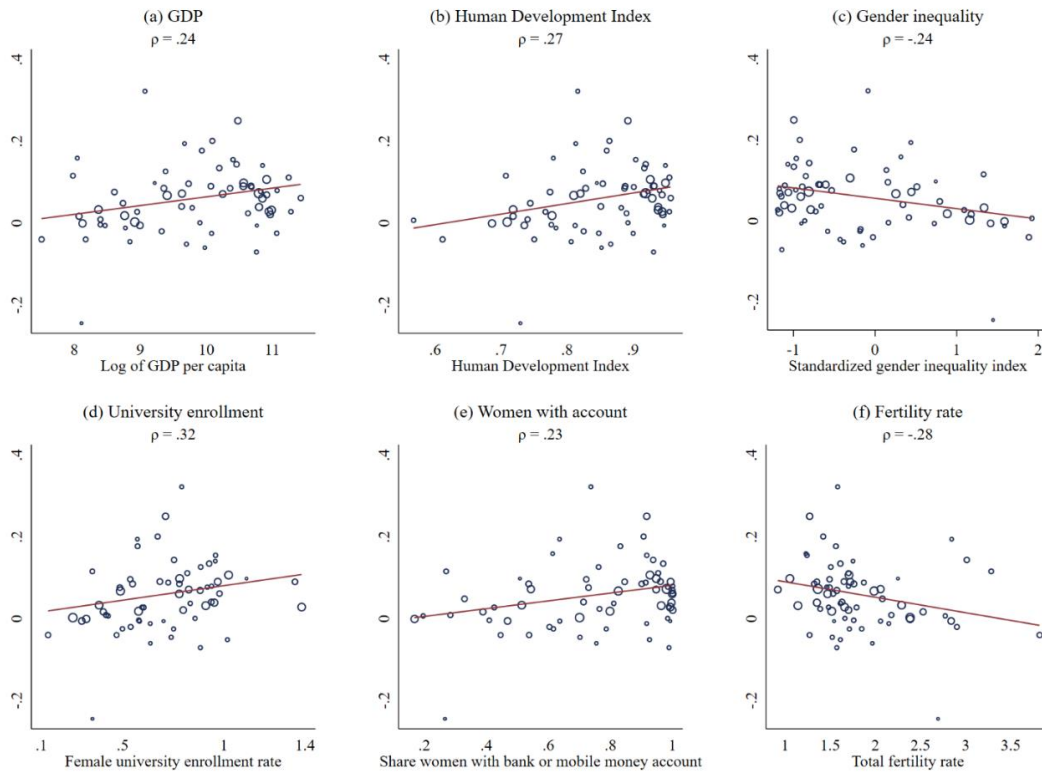 (a) GDP
ρ = .24
.4
.2
0
-.2
8 9 10 11
Log of GDP per capita
(b) Human Development Index
ρ = .27
.4
.2
0
-.2
.6 .7 .8 .9
Human Development Index
(c) Gender inequality
ρ = -.24
.4
.2
0
-.2
-1 0 1 2
Standardized gender inequality index
(d) University enrollment
ρ = .32
.4
.2
0
-.2
.1 .5 1 1.4
Female university enrollment rate
(e) Women with account
ρ = .23
.4
.2
0
-.2
.2 .4 .6 .8 1
Share women with bank or mobile money account
(f) Fertility rate
ρ = -.28
.4
.2
0
-.2
1 1.5 2 2.5 3 3.5
Total fertility rate